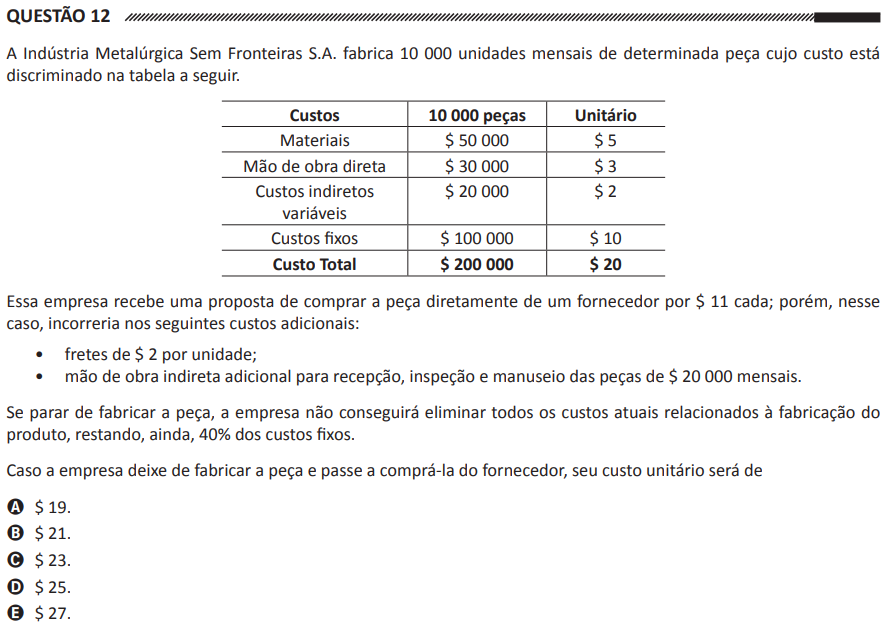 QUESTÃO 12
A Indústria Metalúrgica Sem Fronteiras S.A. fabrica 10 000 unidades mensais de determinada peça cujo custo está
discriminado na tabela a seguir.
Custos 10 000 peças Unitário
Materiais $ 50 000 $ 5
Mão de obra direta $ 30 000 $ 3
Custos indiretos $ 20 000 $ 2
variáveis
Custos fixos $ 100 000 $ 10
Custo Total $ 200 000 $ 20
Essa empresa recebe uma proposta de comprar a peça diretamente de um fornecedor por $ 11 cada; porém, nesse
caso, incorreria nos seguintes custos adicionais:
• fretes de $ 2 por unidade;
• mão de obra indireta adicional para recepção, inspeção e manuseio das peças de $ 20 000 mensais.
Se parar de fabricar a peça, a empresa não conseguirá eliminar todos os custos atuais relacionados à fabricação do
produto, restando, ainda, 40% dos custos fixos.
Caso a empresa deixe de fabricar a peça e passe a comprá-la do fornecedor, seu custo unitário será de
A $ 19.
B $ 21.
C $ 23.
D $ 25.
E $ 27.